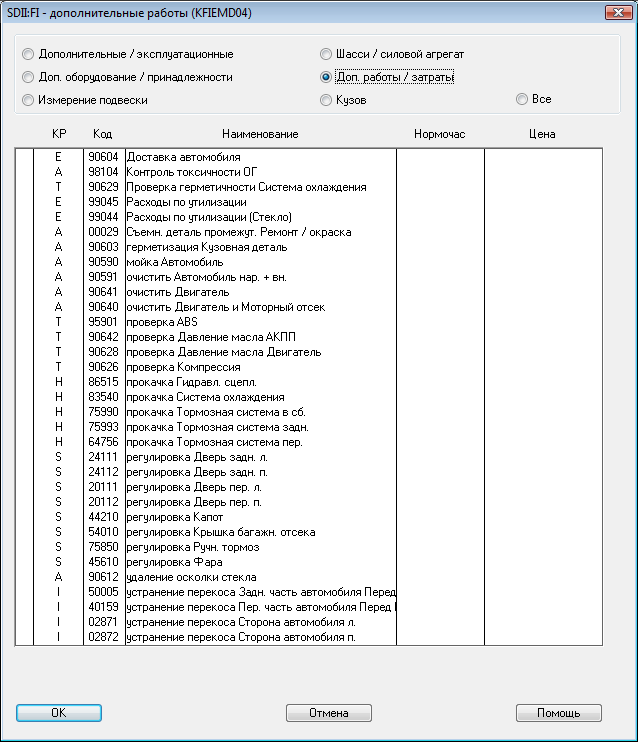 SDII:FI - дополнительные работы (KFIEMD04)
Дополнительные / эксплуатационные
Шасси / силовой агрегат
Доп. оборудование / принадлежности
Доп. работы / затраты
Измерение подвески
Кузов
Все
КР Код Наименование Нормочас Цена
E 90604 Доставка автомобиля
A 98104 Контроль токсичности ОГ
T 90629 Проверка герметичности Система охлаждения
E 99045 Расходы по утилизации
E 99044 Расходы по утилизации (Стекло)
A 00029 Съемн. деталь промежут. Ремонт / окраска
A 90603 герметизация Кузовная деталь
A 90590 мойка Автомобиль
A 90591 очистить Автомобиль нар. + вн.
A 90641 очистить Двигатель
A 90640 очистить Двигатель и Моторный отсек
T 95901 проверка ABS
T 90642 проверка Давление масла АКПП
T 90628 проверка Давление масла Двигатель
T 90626 проверка Компрессия
H 86515 прокачка Гидравл. сцепл.
H 83540 прокачка Система охлаждения
H 75990 прокачка Тормозная система в сб.
H 75993 прокачка Тормозная система задн.
H 64756 прокачка Тормозная система пер.
S 24111 регулировка Дверь задн. л.
S 24112 регулировка Дверь задн. п.
S 20111 регулировка Дверь пер. л.
S 20112 регулировка Дверь пер. п.
S 44210 регулировка Капот
S 54010 регулировка Крышка багажн. отсека
S 75850 регулировка Ручн. тормоз
S 45610 регулировка Фара
A 90612 удаление осколки стекла
I 50005 устранение перекоса Задн. часть автомобиля Перед
I 40159 устранение перекоса Пер. часть автомобиля Перед
I 02871 устранение перекоса Сторона автомобиля л.
I 02872 устранение перекоса Сторона автомобиля п.
OK
Отмена
Помощь